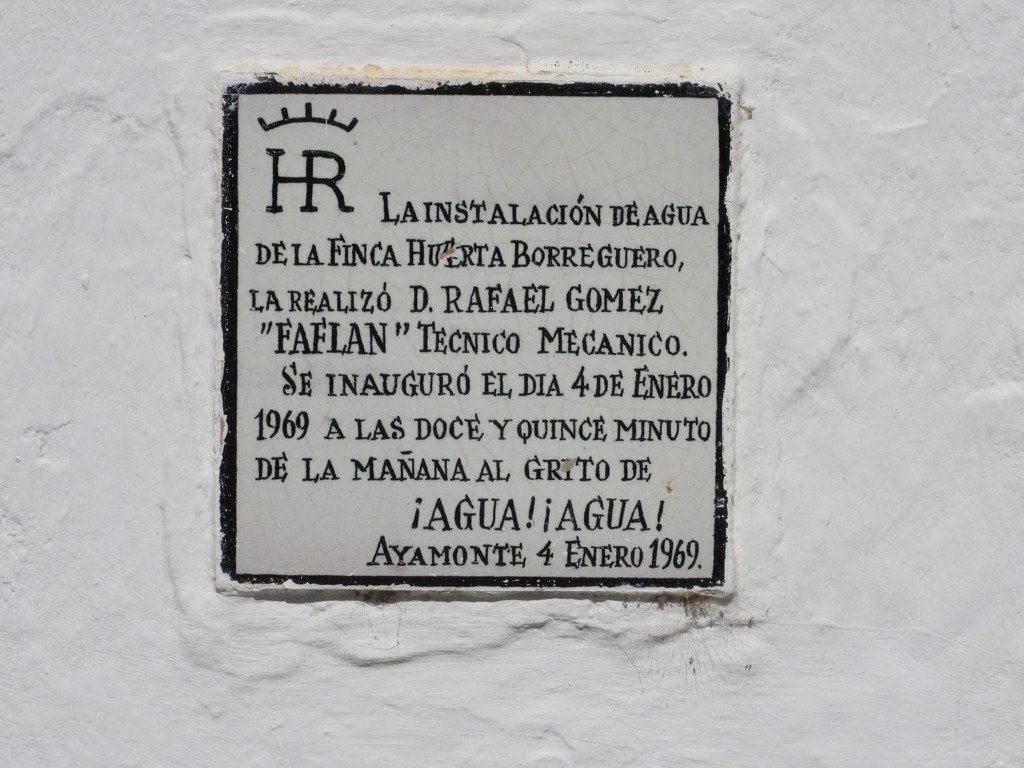 HR
LA INSTALACIÓN DE AGUA
DE LA FINCA HUERTA BORREGUERO,
LA REALIZÓ D. RAFAEL GOMEZ
"FAFLAN" TECNICO MECANICO.
SE INAUGURÓ EL DIA 4 DE ENERO
1969 A LAS DOCE Y QUINCE MINUTO
DE LA MAÑANA AL GRITO DE
¡AGUA! ¡AGUA!
AYAMONTE 4 ENERO 1969.